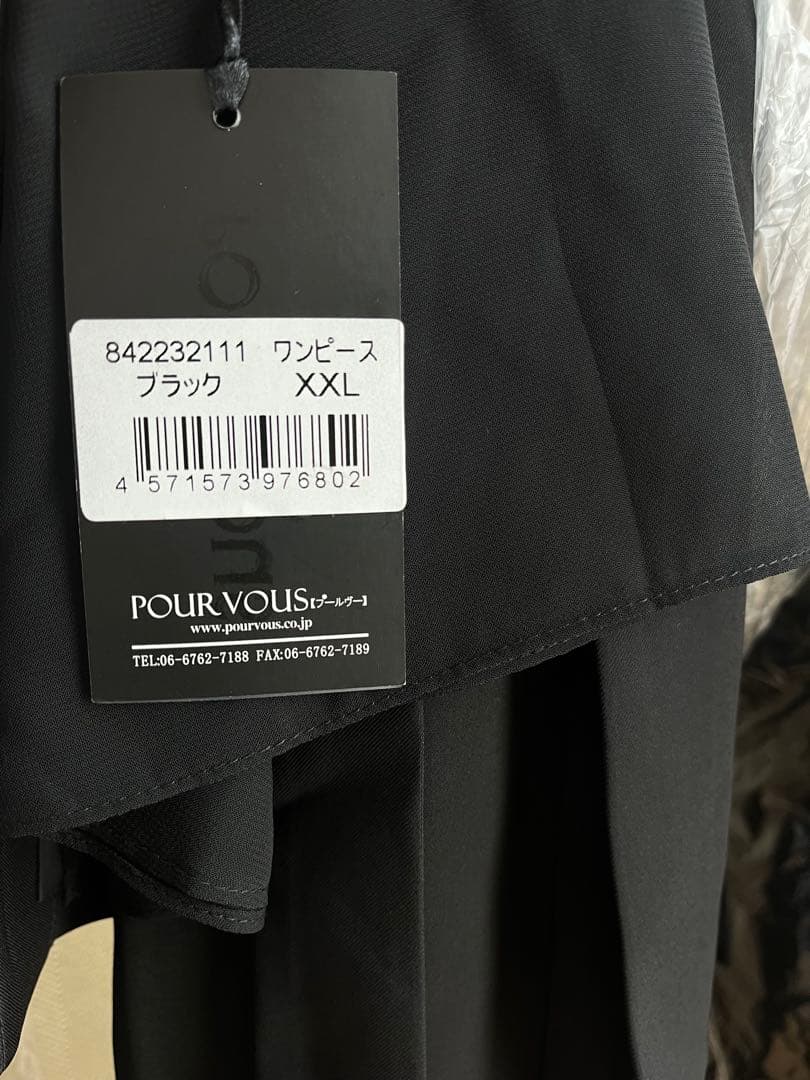 842232111 ワンピース
ブラック XXL
4 571573 976802
POUR VOUS【プールヴー】
www.pourvous.co.jp
TEL:06-6762-7188 FAX:06-6762-7189